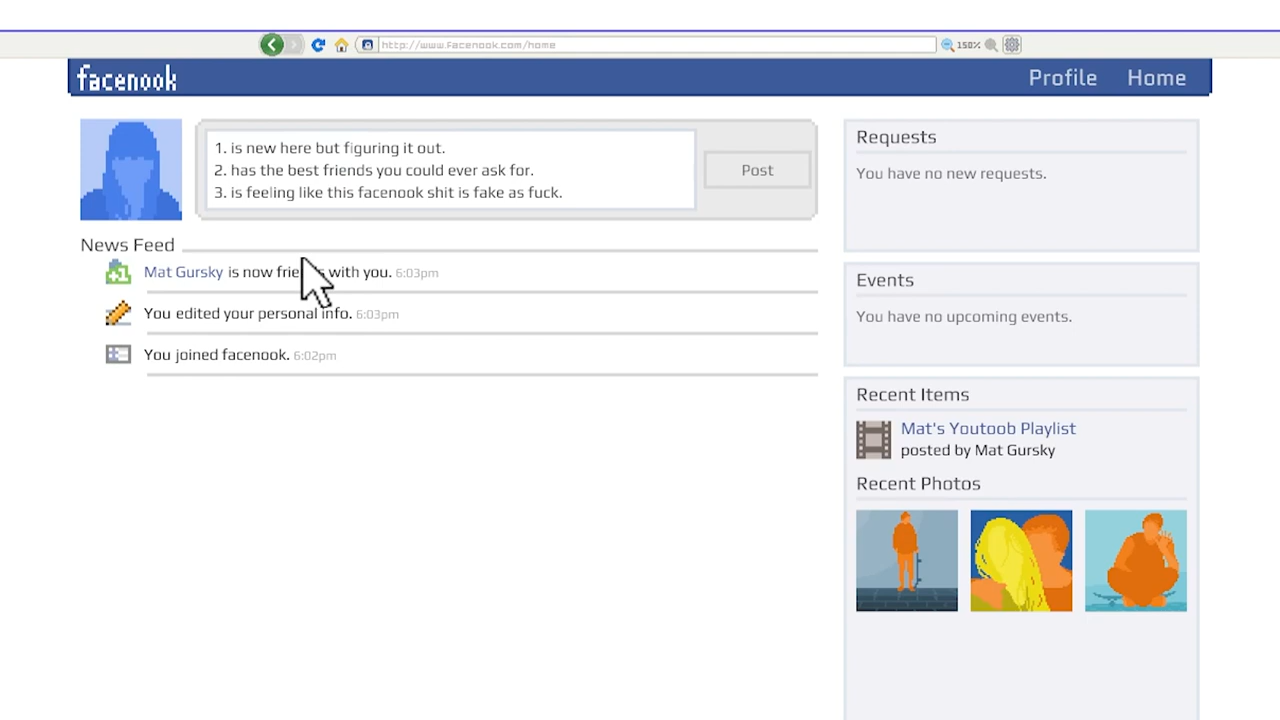 http://www.facenook.com/home
150%
facenook
Profile
Home
1. is new here but figuring it out.
2. has the best friends you could ever ask for.
3. is feeling like this facenook shit is fake as fuck.
Post
News Feed
Mat Gursky is now with you. 6:03pm
You edited your personal info. 6:03pm
You joined facenook. 6:02pm
Requests
You have no new requests.
Events
You have no upcoming events.
Recent Items
Mat's Youtoob Playlist
posted by Mat Gursky
Recent Photos